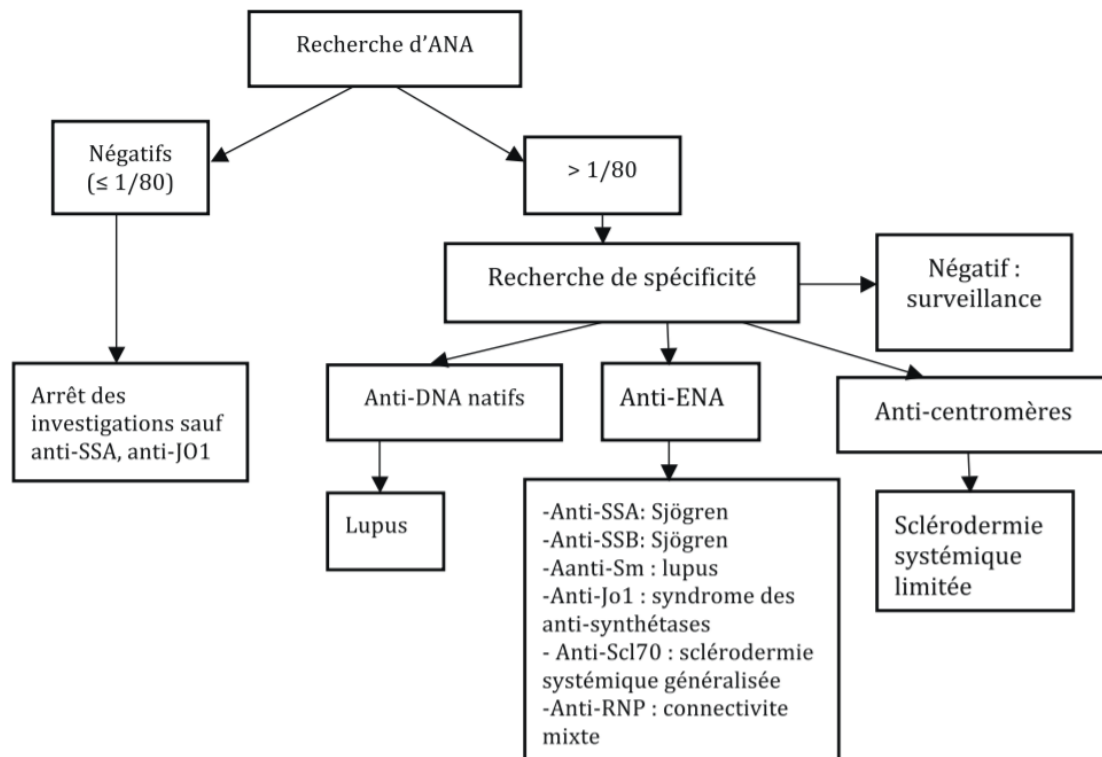 Recherche d'ANA
Négatifs
(≤ 1/80)
> 1/80
Recherche de spécificité
Négatif :
surveillance
Arrêt des
investigations sauf
anti-SSA, anti-JO1
Anti-DNA natifs
Anti-ENA
Anti-centromères
Lupus
-Anti-SSA: Sjögren
-Anti-SSB: Sjögren
-Aanti-Sm : lupus
-Anti-Jo1 : syndrome des
anti-synthétases
- Anti-Scl70 : sclérodermie
systémique généralisée
-Anti-RNP : connectivite
mixte
Sclérodermie
systémique
limitée